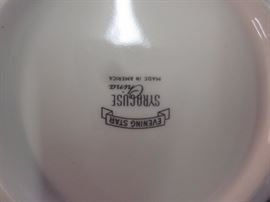 EVENING STAR
SYRACUSE
China
MADE IN AMERICA